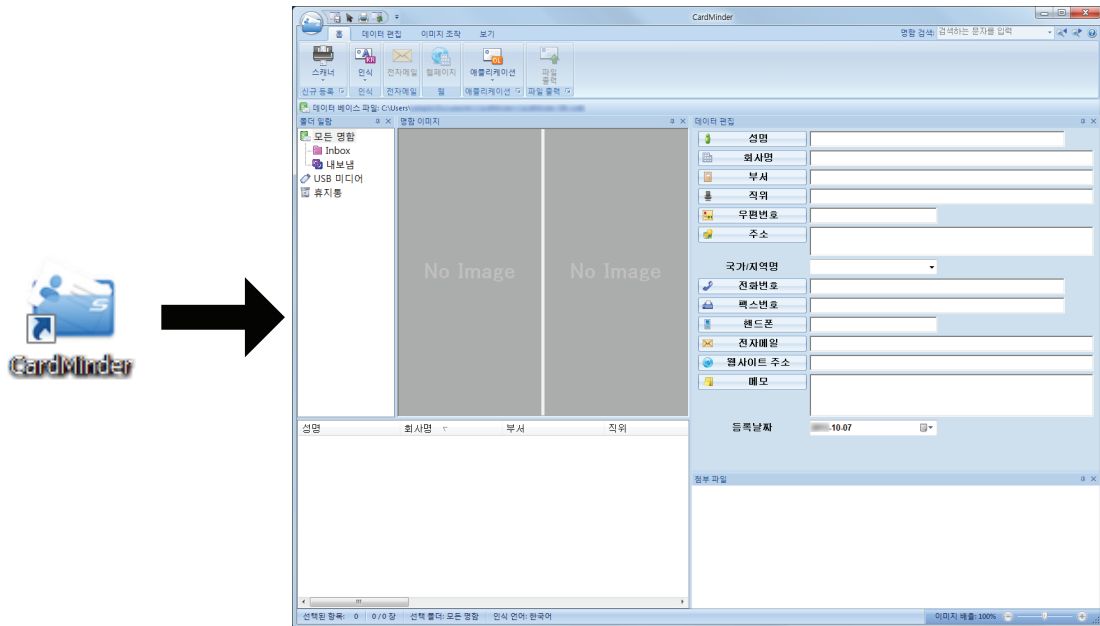 CardMinder
CardMinder
홈 데이터 편집 이미지 조작 보기
명함 검색: 검색하는 문자를 입력
스캐너 인식 전자메일 웹페이지 애플리케이션 파일 출력
신규 등록 인식 전자메일 웹 애플리케이션 파일 출력
데이터 베이스 파일: C:\Users\
폴더 일람 명함 이미지 데이터 편집
모든 명함
Inbox
내보냄
USB 미디어
휴지통
No Image No Image
성명
회사명
부서
직위
우편번호
주소
국가/지역명
전화번호
팩스번호
핸드폰
전자메일
웹사이트 주소
메모
등록날짜 -10-07
성명 회사명 부서 직위
첨부 파일
선택된 항목: 0 0 / 0 장 선택 폴더: 모든 명함 인식 언어: 한국어
이미지 배율: 100%